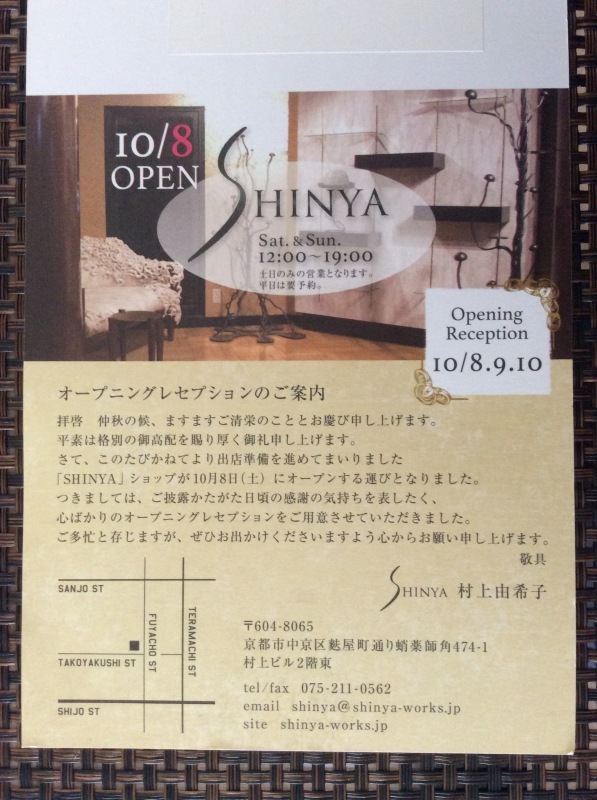 10/8
OPEN
SHINYA
Sat. & Sun.
12:00～19:00
土日のみの営業となります。
平日は要予約。
Opening
Reception
10/8.9.10
オープニングレセプションのご案内
拝啓　仲秋の候、ますますご清栄のこととお慶び申し上げます。
平素は格別の御高配を賜り厚く御礼申し上げます。
さて、このたびかねてより出店準備を進めてまいりました
「SHINYA」ショップが10月8日(土) にオープンする運びとなりました。
つきましては、ご披露かたがた日頃の感謝の気持ちを表したく、
心ばかりのオープニングレセプションをご用意させていただきました。
ご多忙と存じますが、ぜひお出かけくださいますよう心からお願い申し上げます。
敬具
SHINYA 村上由希子
SANJO ST
FUYACHO ST
TERAMACHI ST
TAKOYAKUSHI ST
SHIJO ST
〒604-8065
京都市中京区麩屋町通り蛸薬師角474-1
村上ビル2階東
tel/fax 075-211-0562
email shinya@shinya-works.jp
site shinya-works.jp